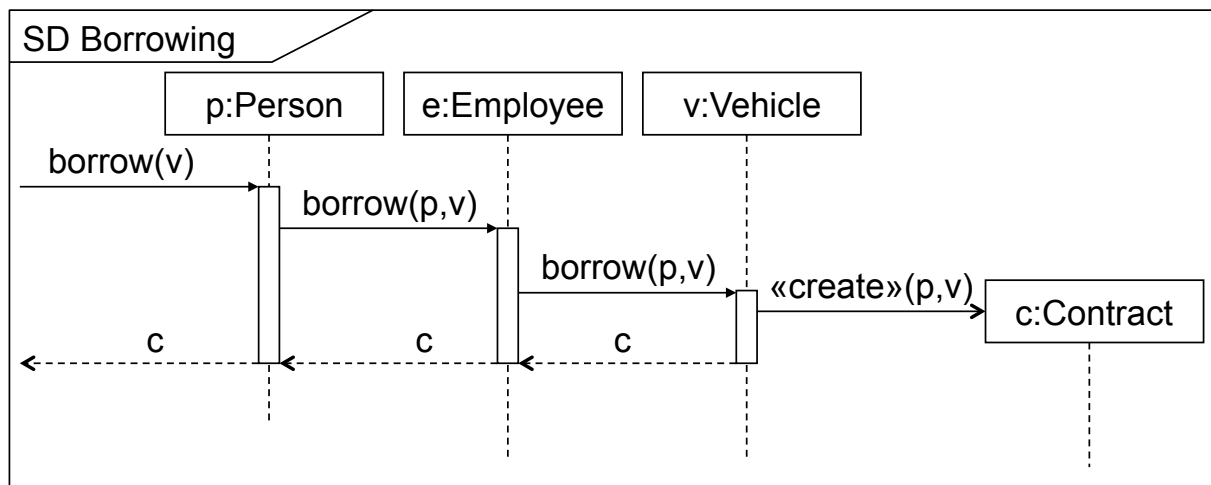 SD Borrowing
p:Person
e:Employee
v:Vehicle
borrow(v)
borrow(p,v)
borrow(p,v)
«create»(p,v)
c:Contract
c
c
c